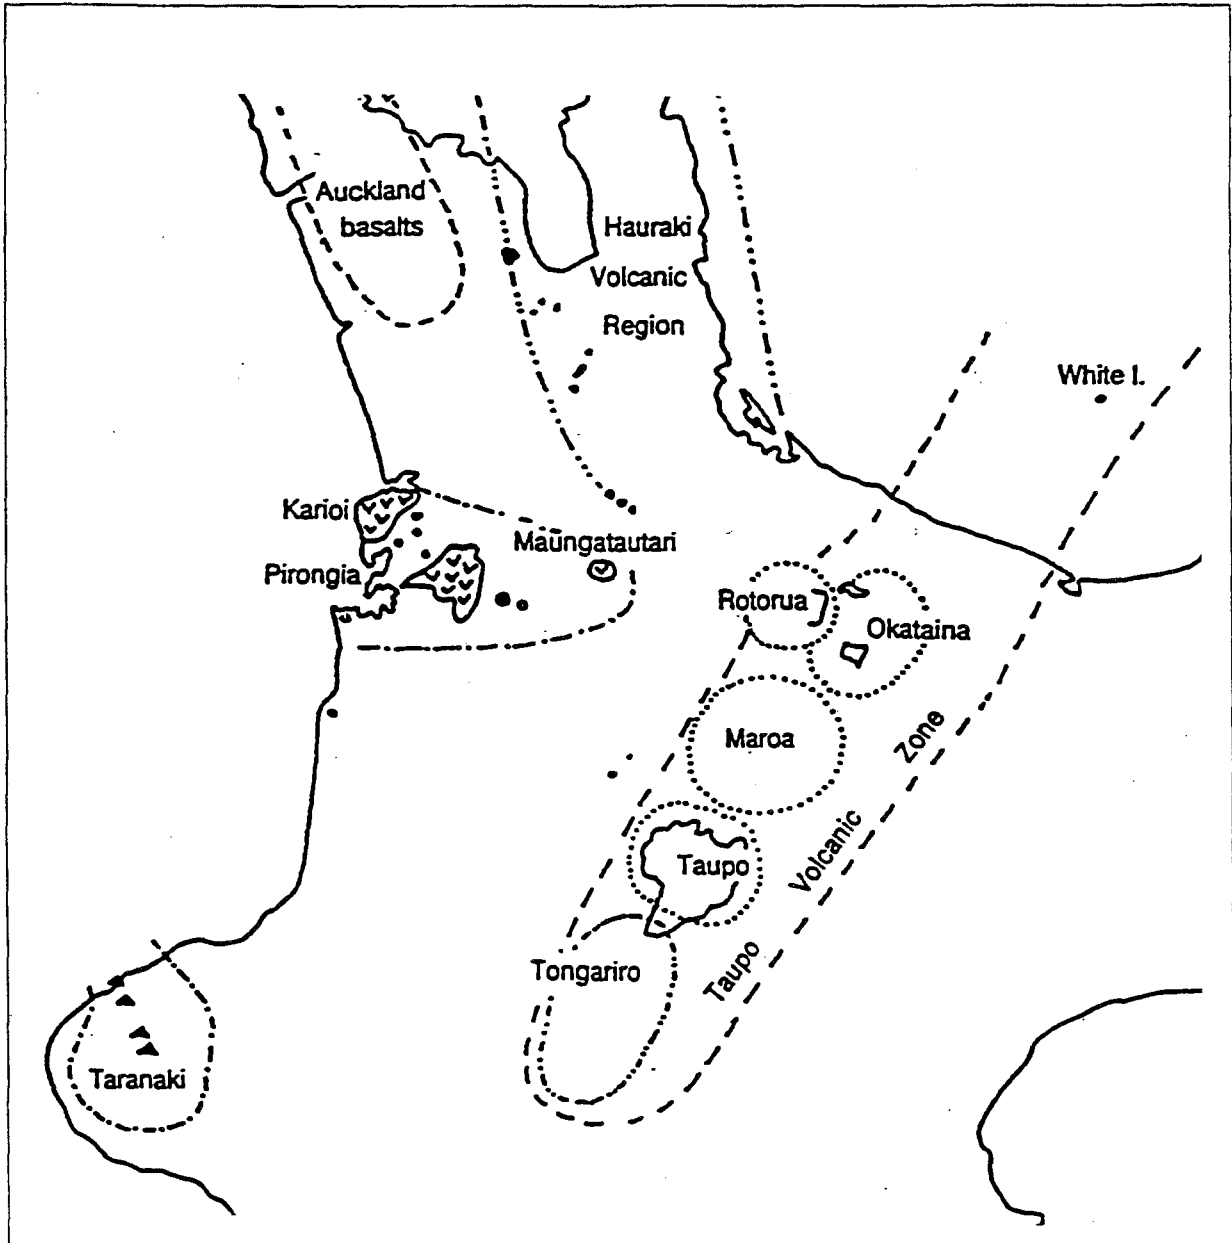 Auckland
basalts
Hauraki
Volcanic
Region
White I.
Karioi
Maungatautari
Pirongia
Rotorua
Okataina
Maroa
Zone
Volcanic
Taupo
Taupo
Tongariro
Taranaki